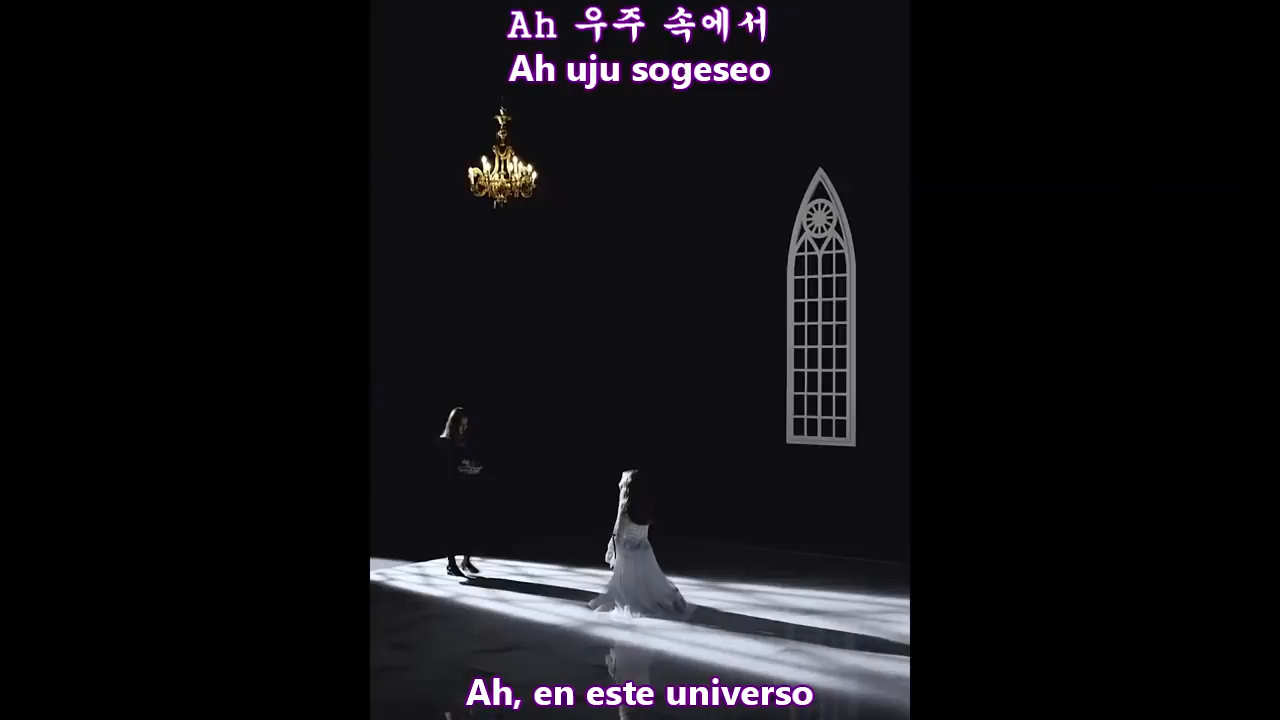 Ah 우주 속에서
Ah uju sogeseo
Ah, en este universo